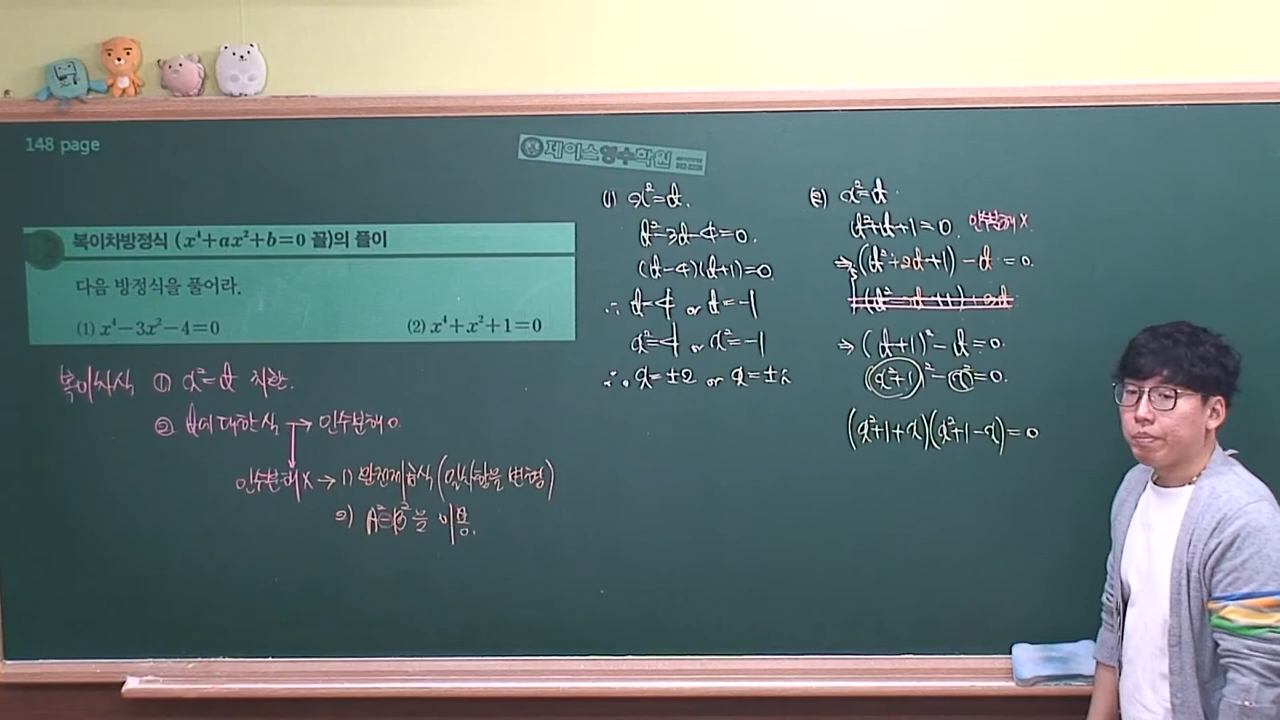 148 page
제이스영수학원
복이차방정식 (x⁴+ax²+b=0 꼴)의 풀이
다음 방정식을 풀어라.
(1) x⁴−3x²−4=0
(2) x⁴+x²+1=0
복이차식 ① x²=t 치환.
② t에 대한 식 → 인수분해 o.
인수분해 X → 1) 완전제곱식 (일차항을 변형)
2) A²−B²을 이용.
(1) x²=t.
t²−3t−4=0.
(t−4)(t+1)=0
∴ t=4 or t=−1
x²=4 or x²=−1
∴ x=±2 or x=±i
(2) x²=t.
t²+t+1=0. 인수분해 X.
⇒ (t²+2t+1)−t=0.
⇒ (t+1)²−t=0.
(x²+1)²−x²=0.
(x²+1+x)(x²+1−x)=0